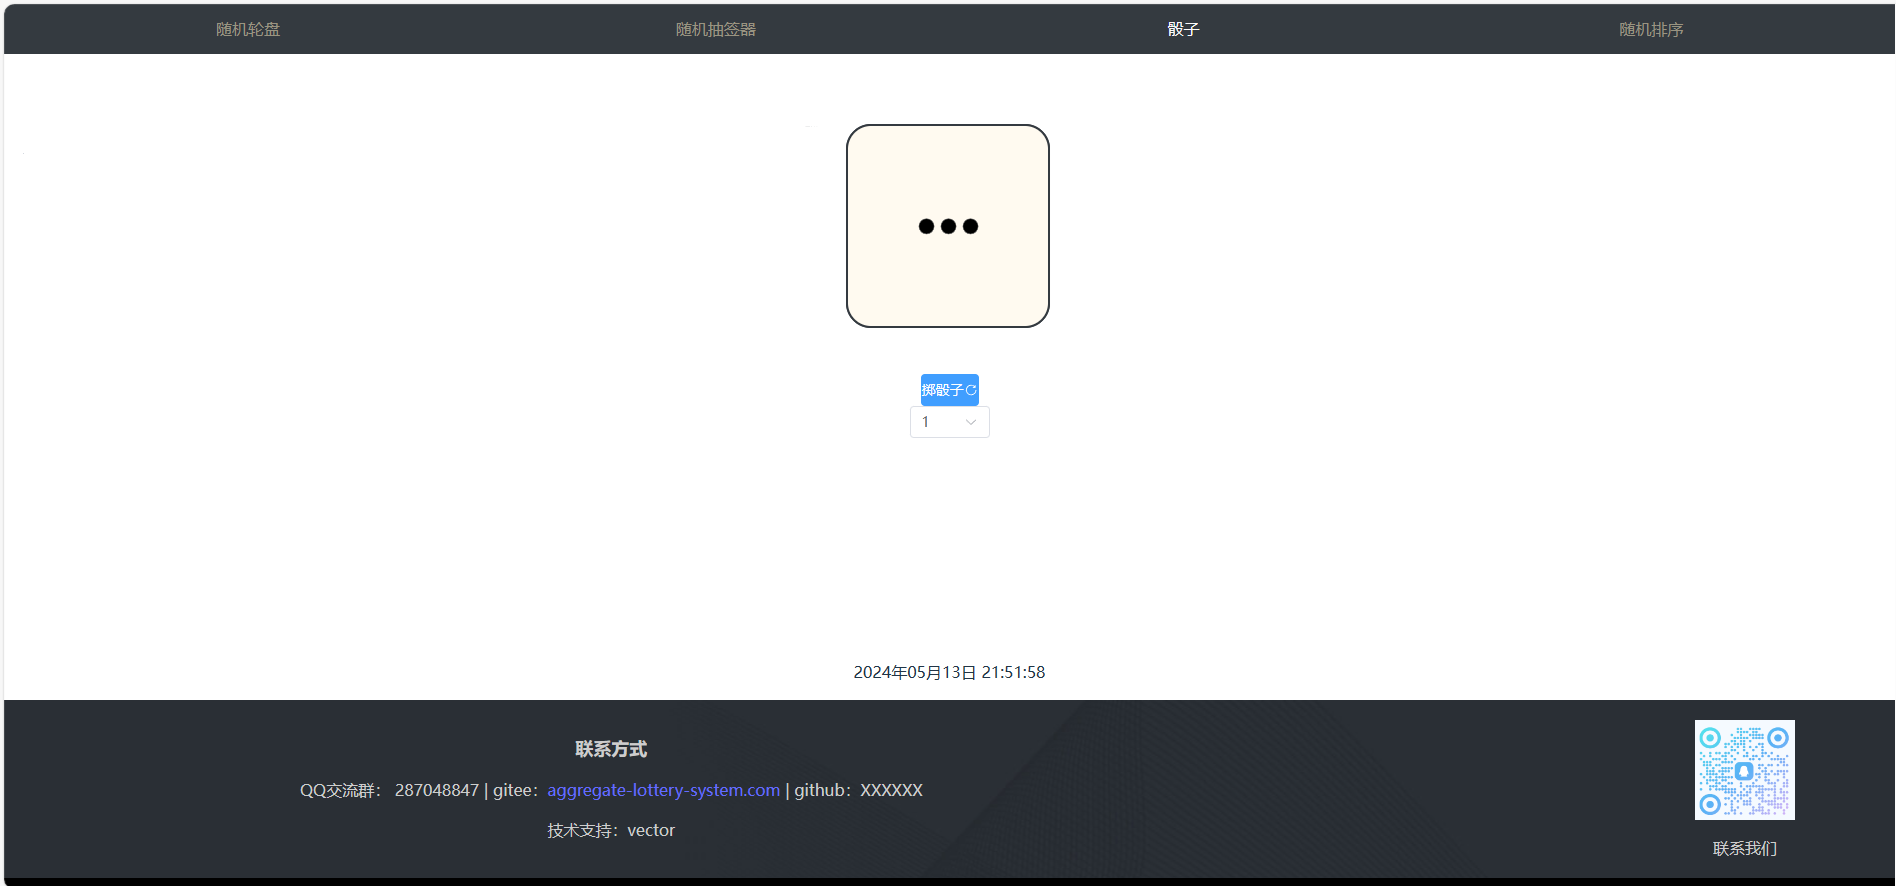 随机轮盘 随机抽签器 骰子 随机排序
掷骰子
1
2024年05月13日 21:51:58
联系方式
QQ交流群： 287048847 | gitee：aggregate-lottery-system.com | github：XXXXXX
技术支持：vector
联系我们